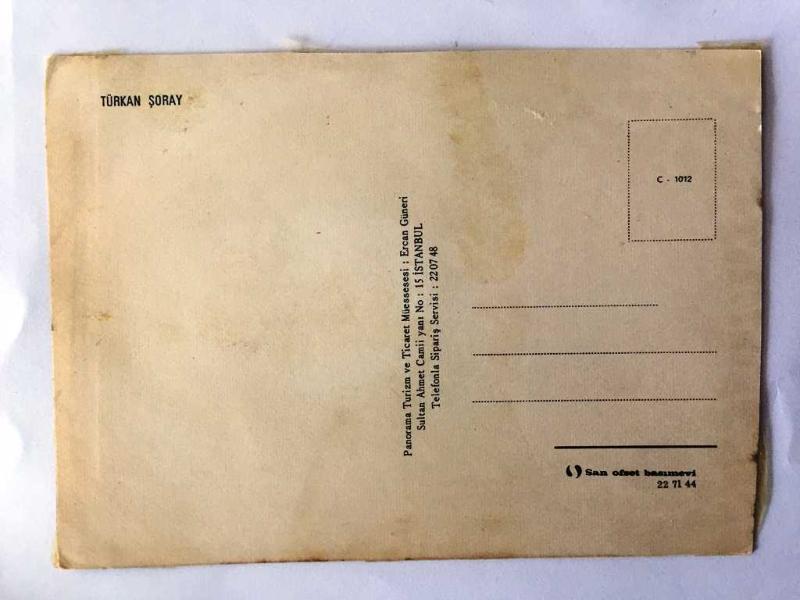 TÜRKAN ŞORAY
C - 1012
Panorama Turizm ve Ticaret Müessesesi : Ercan Güneri
Sultan Ahmet Camii yanı No : 15 İSTANBUL
Telefonla Sipariş Servisi : 22 07 48
San ofset basımevi
22 71 44